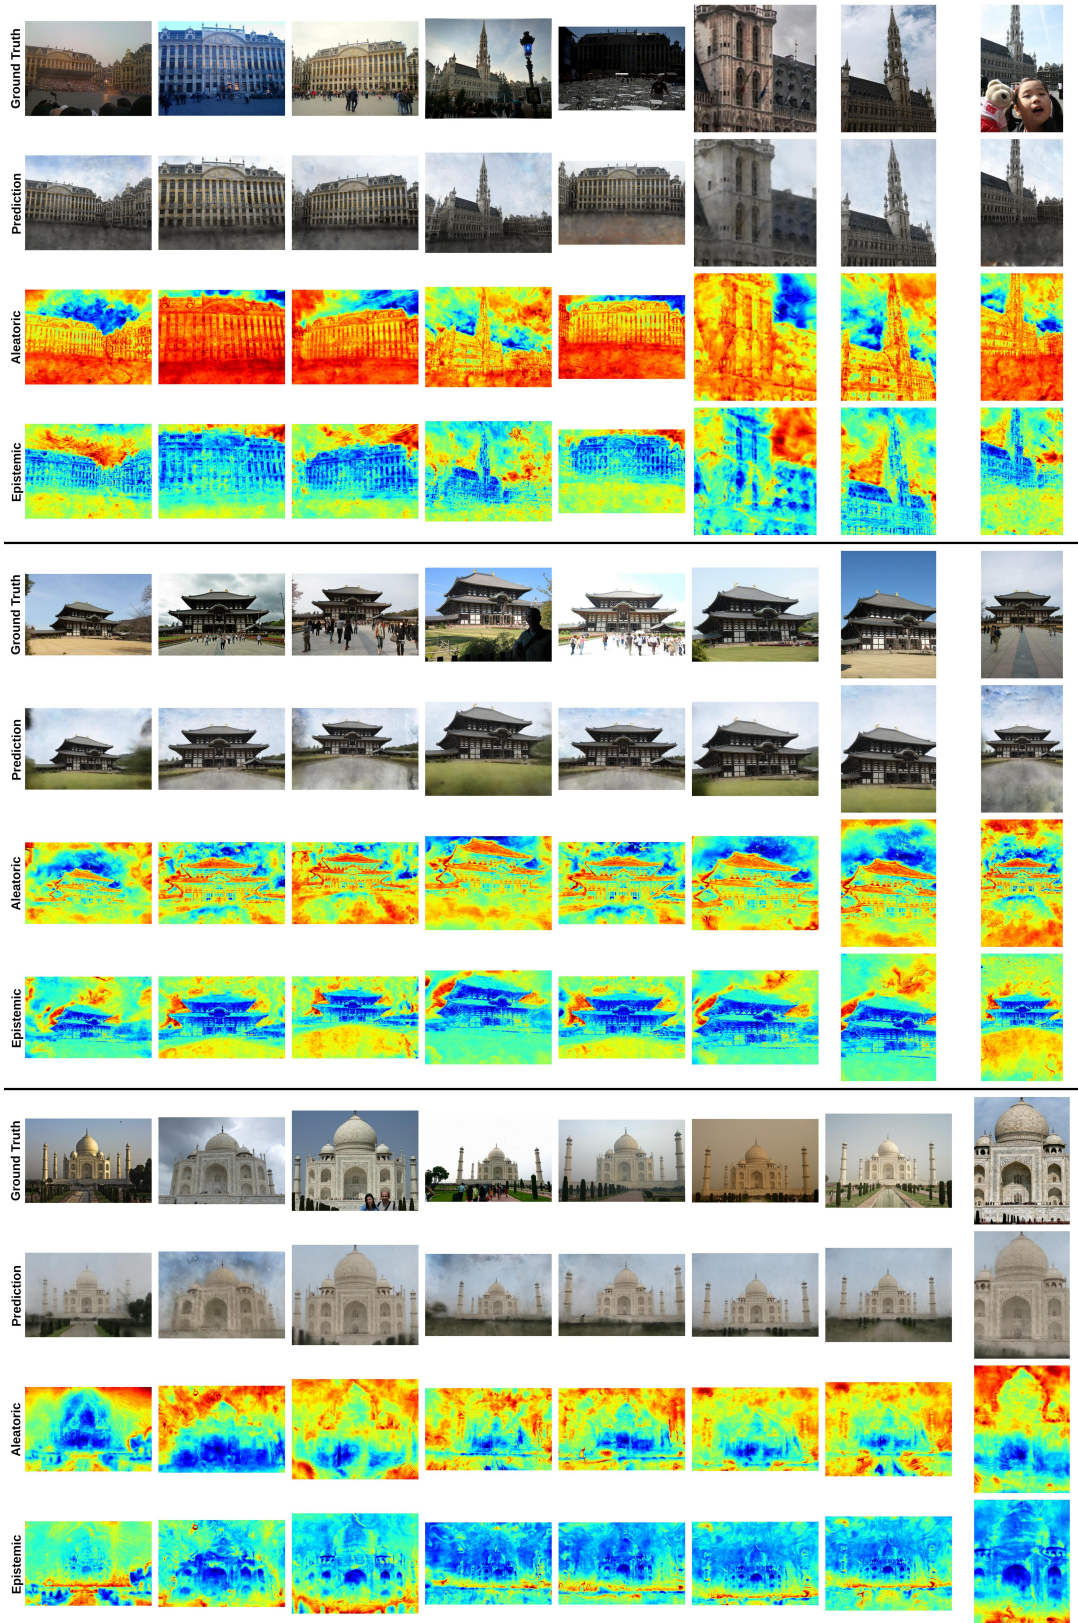 Ground Truth
Prediction
Aleatoric
Epistemic
Ground Truth
Prediction
Aleatoric
Epistemic
Ground Truth
Prediction
Aleatoric
Epistemic